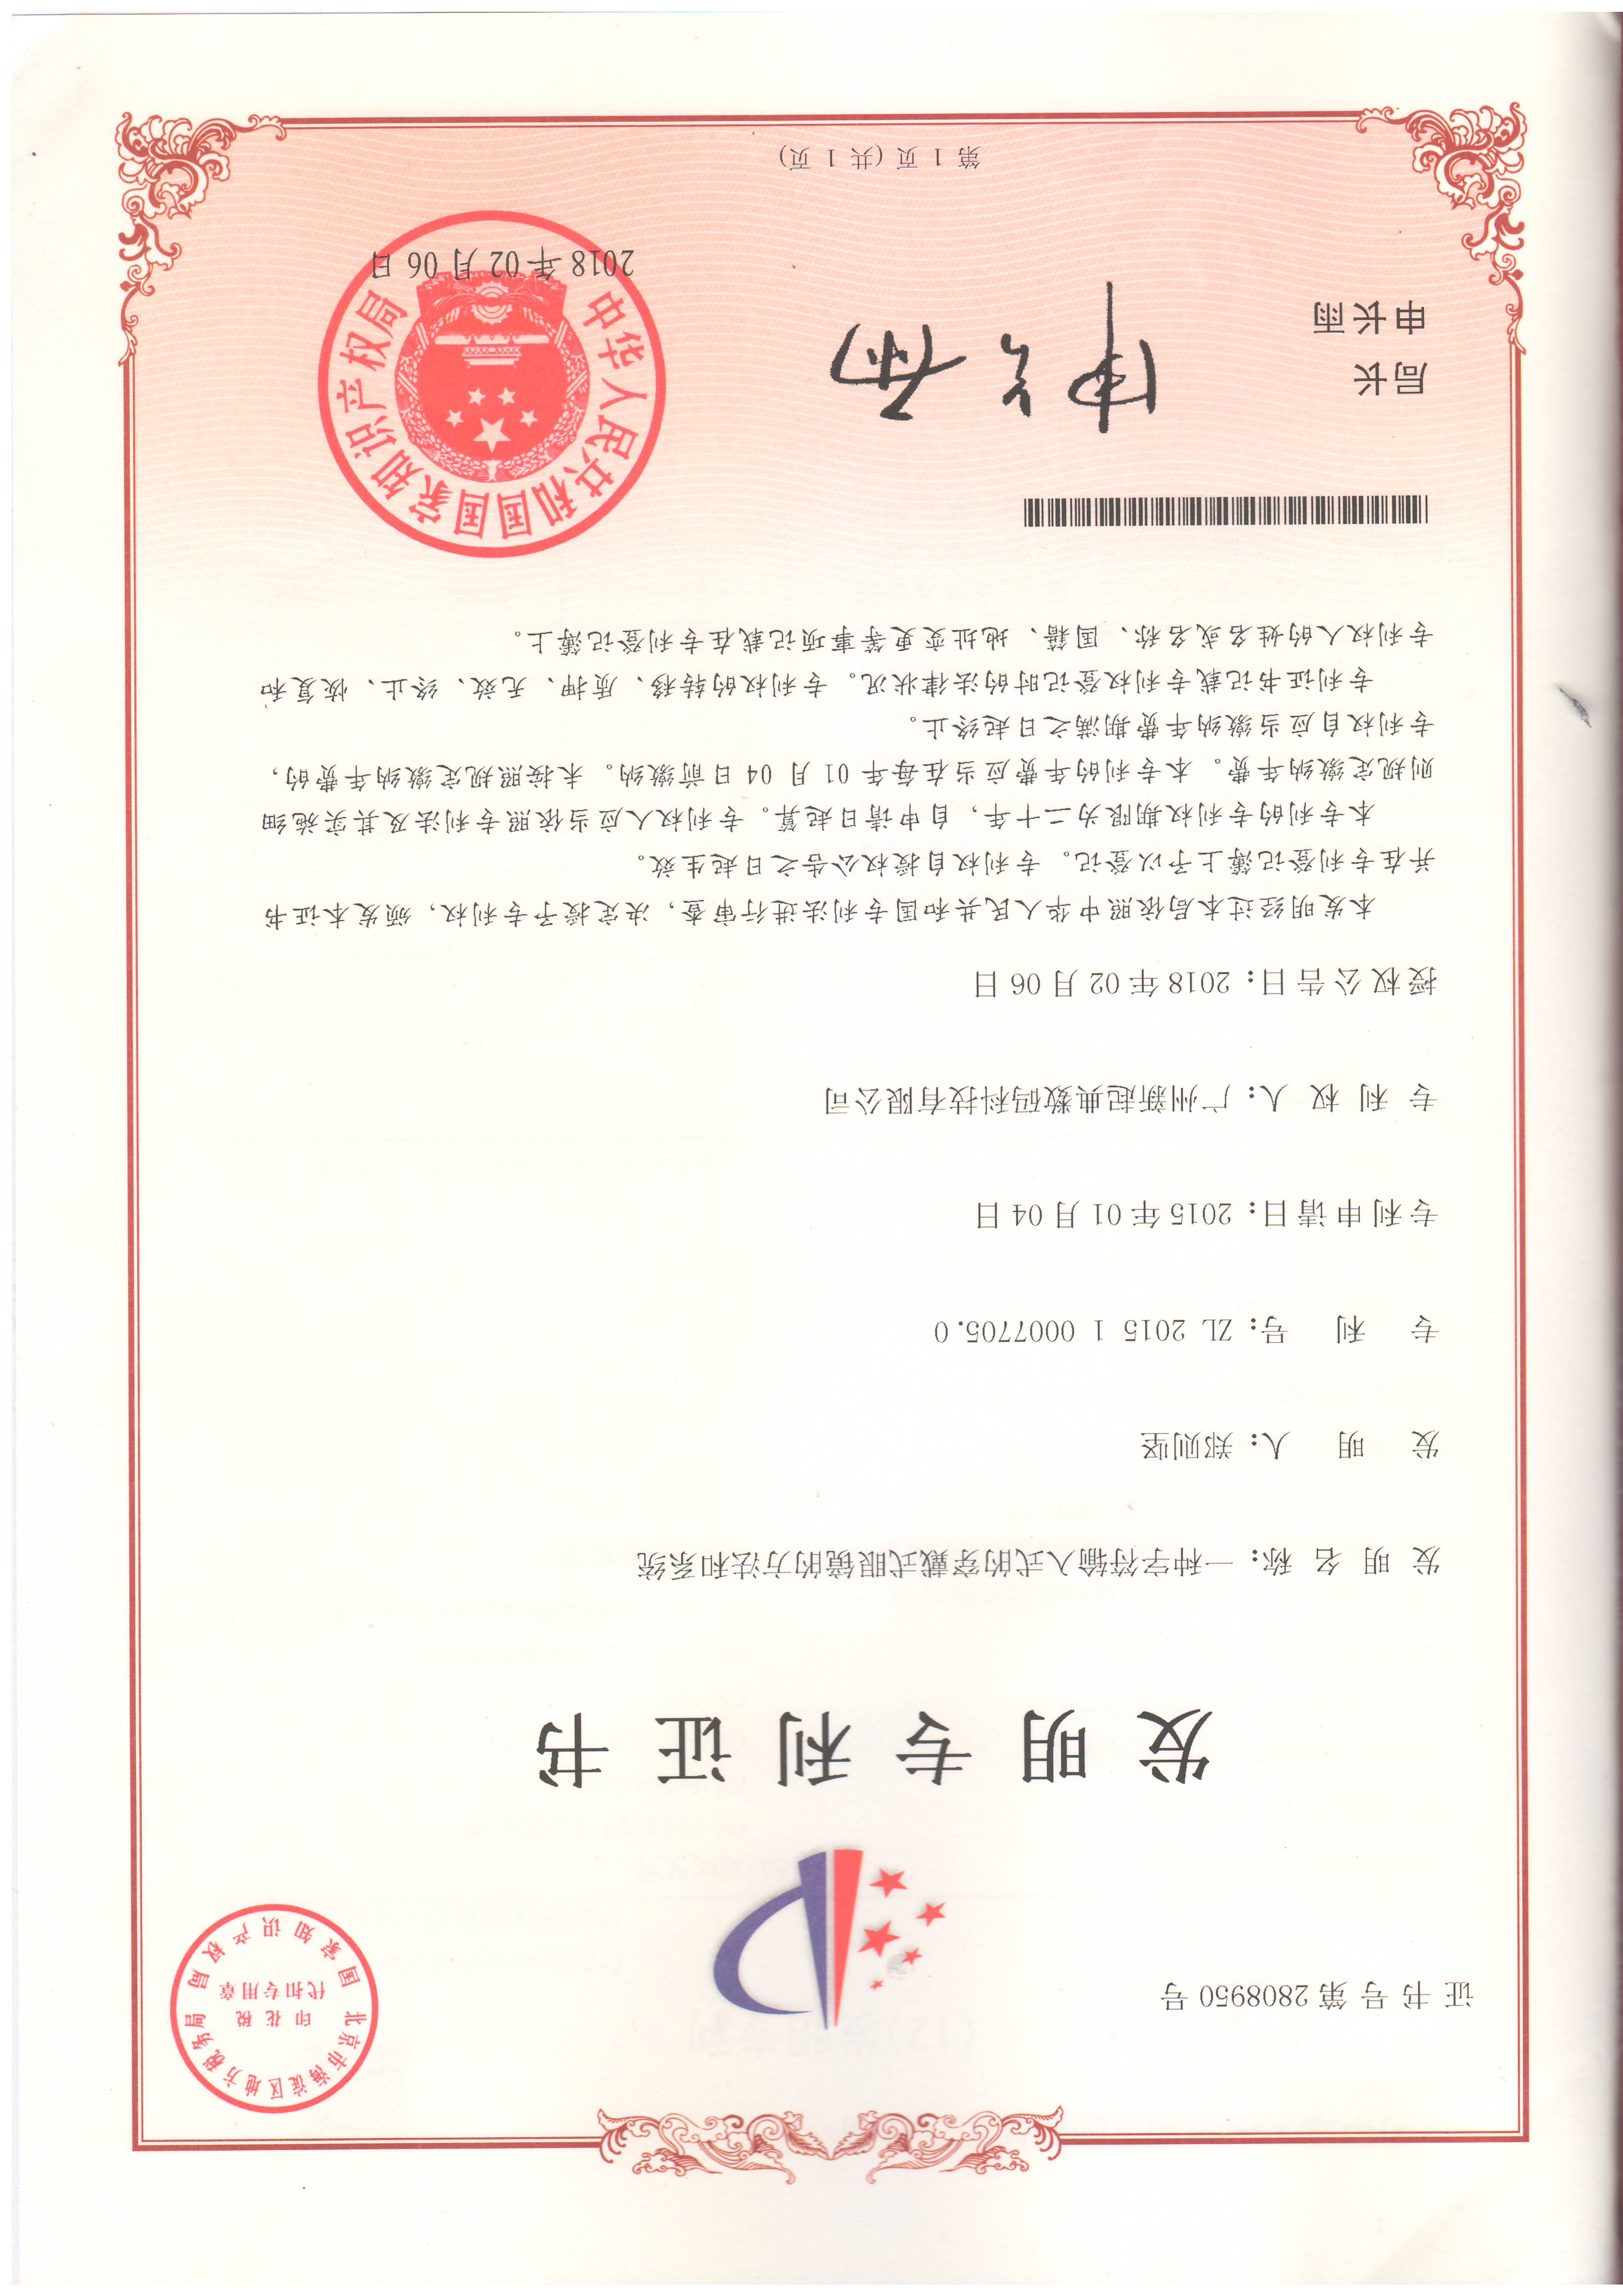 证书号第2808950号
国家知识产权局
代扣专用章
印花税
北京市海淀区地方税务局
发明专利证书
发明名称：一种字符输入式的穿戴式眼镜的方法和系统
发明人：郑则坚
专利号：ZL 2015 1 0007705.0
专利申请日：2015年01月04日
专利权人：广州新起典数码科技有限公司
授权公告日：2018年02月06日
本发明经过本局依照中华人民共和国专利法进行审查，决定授予专利权，颁发本证书
并在专利登记簿上予以登记。专利权自授权公告之日起生效。
本专利的专利权期限为二十年，自申请日起算。专利权人应当依照专利法及其实施细
则规定缴纳年费。本专利的年费应当在每年01月04日前缴纳。未按照规定缴纳年费的，
专利权自应当缴纳年费期满之日起终止。
专利证书记载专利权登记时的法律状况。专利权的转移、质押、无效、终止、恢复和
专利权人的姓名或名称、国籍、地址变更等事项记载在专利登记簿上。
局长
申长雨
申长雨
中华人民共和国国家知识产权局
2018年02月06日
第1页(共1页)